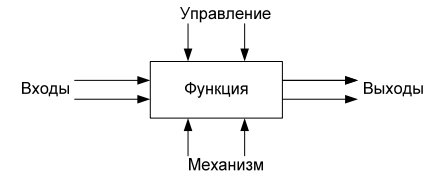 Управление
Входы
Функция
Выходы
Механизм